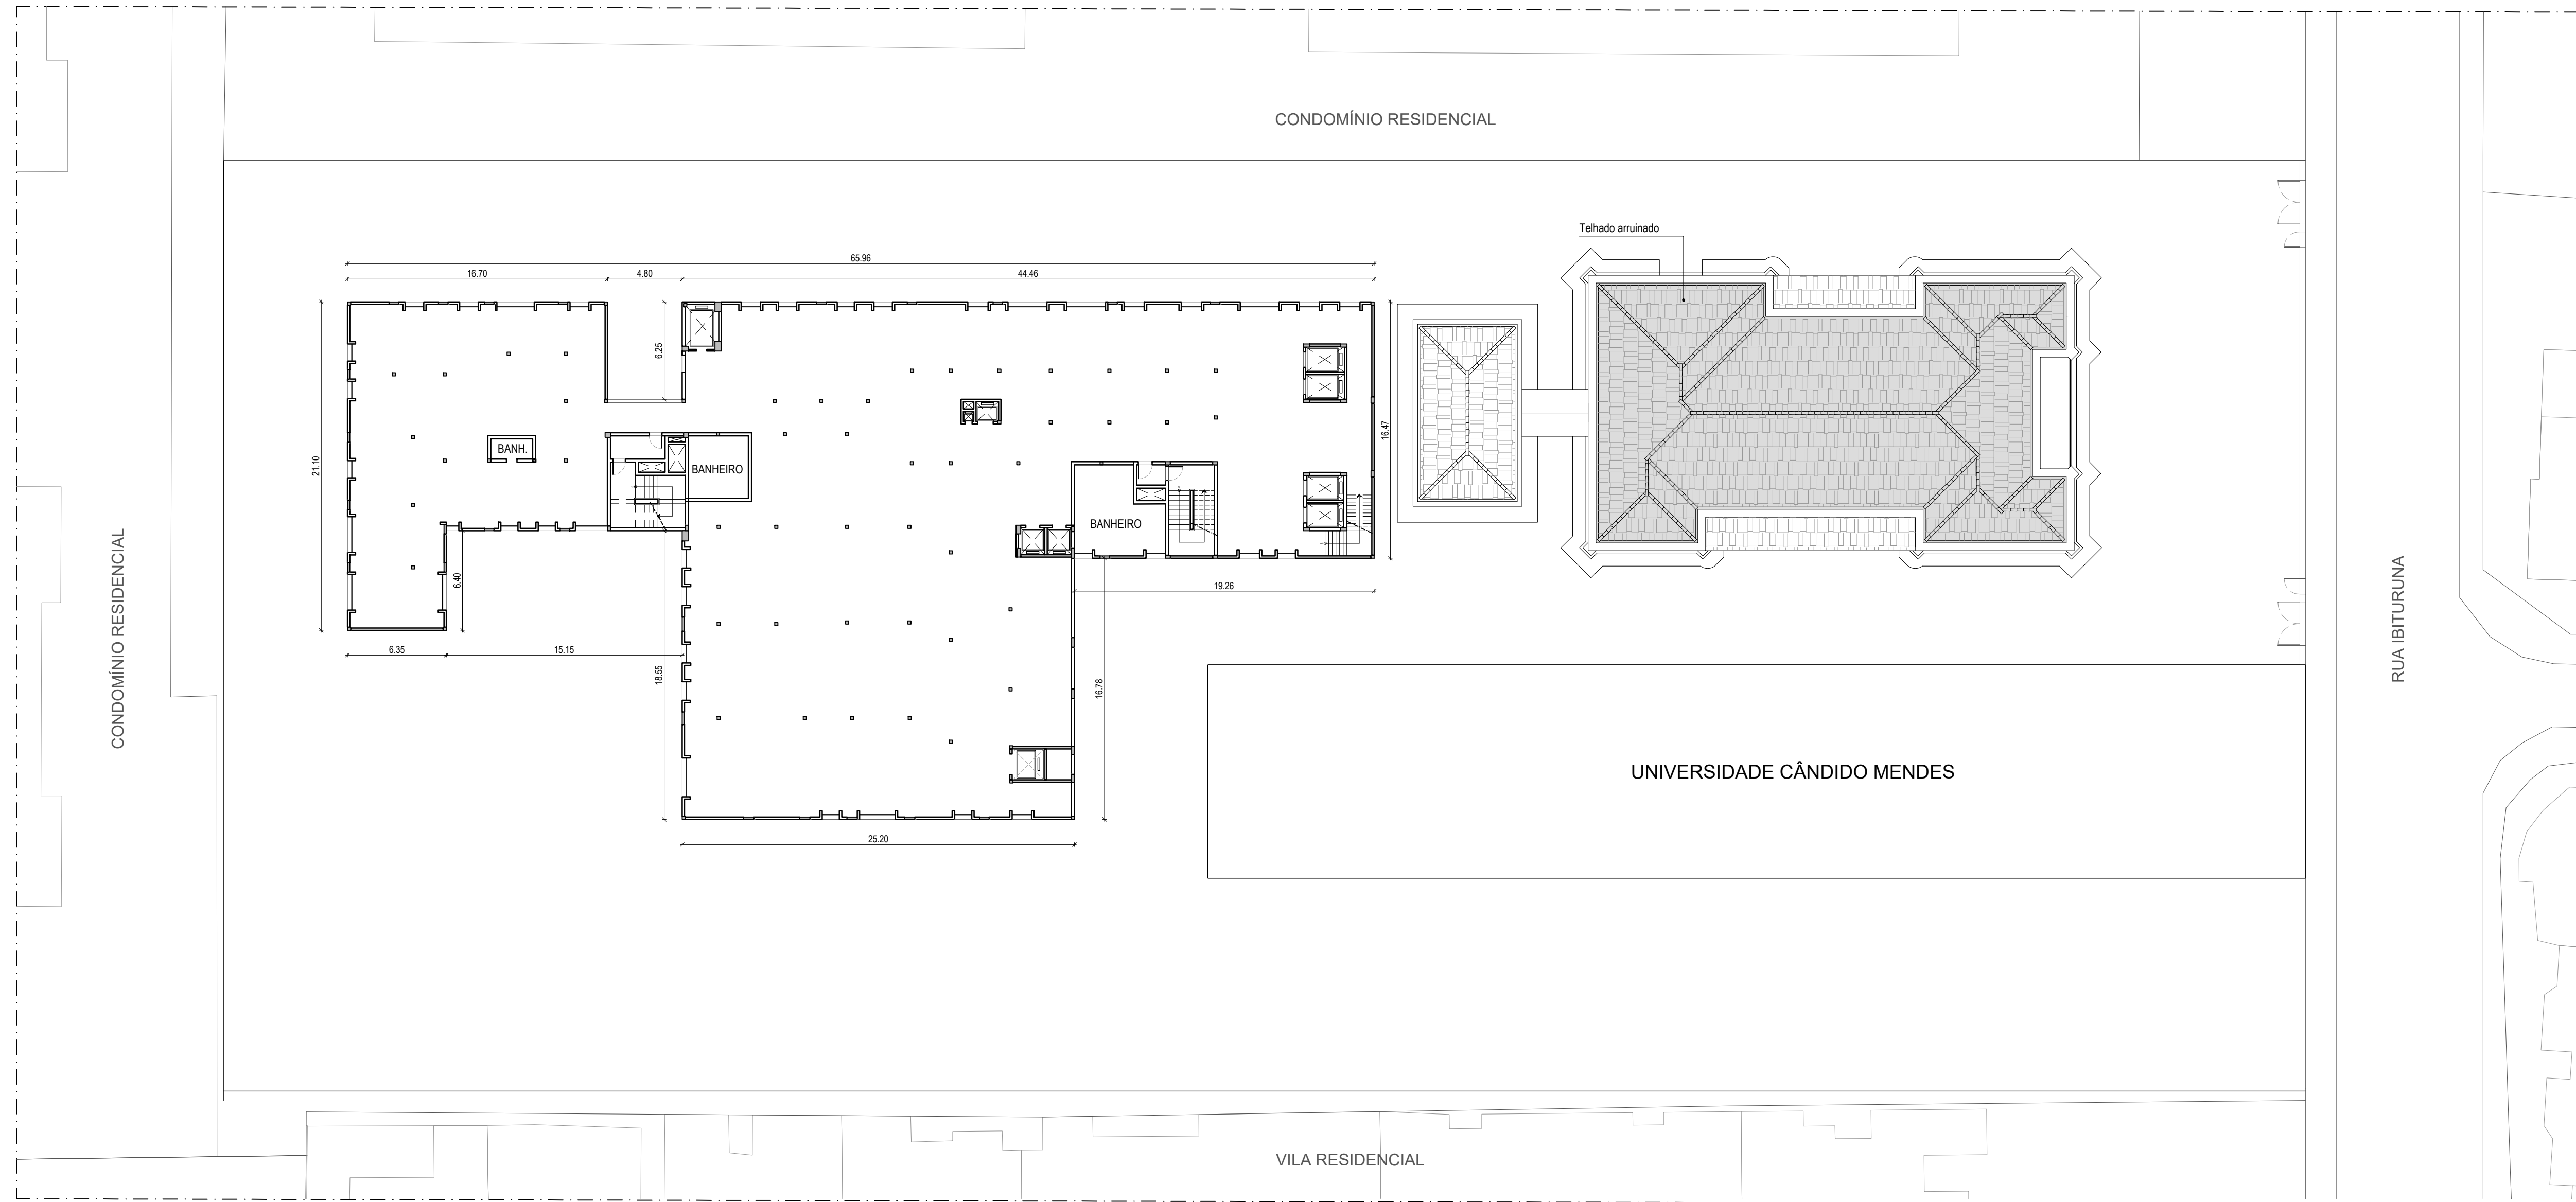 CONDOMÍNIO RESIDENCIAL
Telhado arruinado
65.96
16.70
4.80
44.46
6.25
21.10
16.47
BANH.
BANHEIRO
BANHEIRO
6.40
19.26
6.35
15.15
18.55
16.78
25.20
CONDOMÍNIO RESIDENCIAL
RUA IBITURUNA
UNIVERSIDADE CÂNDIDO MENDES
VILA RESIDENCIAL